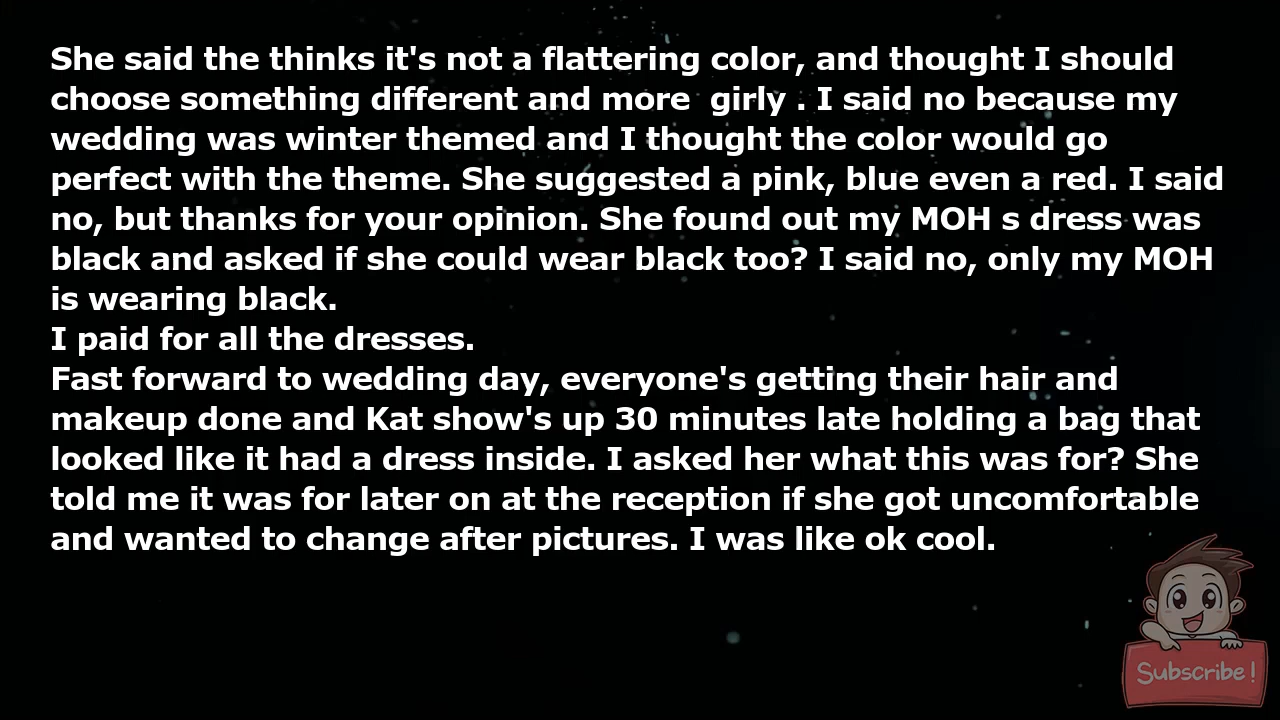 She said the thinks it's not a flattering color, and thought I should
choose something different and more  girly . I said no because my
wedding was winter themed and I thought the color would go
perfect with the theme. She suggested a pink, blue even a red. I said
no, but thanks for your opinion. She found out my MOH s dress was
black and asked if she could wear black too? I said no, only my MOH
is wearing black.
I paid for all the dresses.
Fast forward to wedding day, everyone's getting their hair and
makeup done and Kat show's up 30 minutes late holding a bag that
looked like it had a dress inside. I asked her what this was for? She
told me it was for later on at the reception if she got uncomfortable
and wanted to change after pictures. I was like ok cool.
Subscribe!